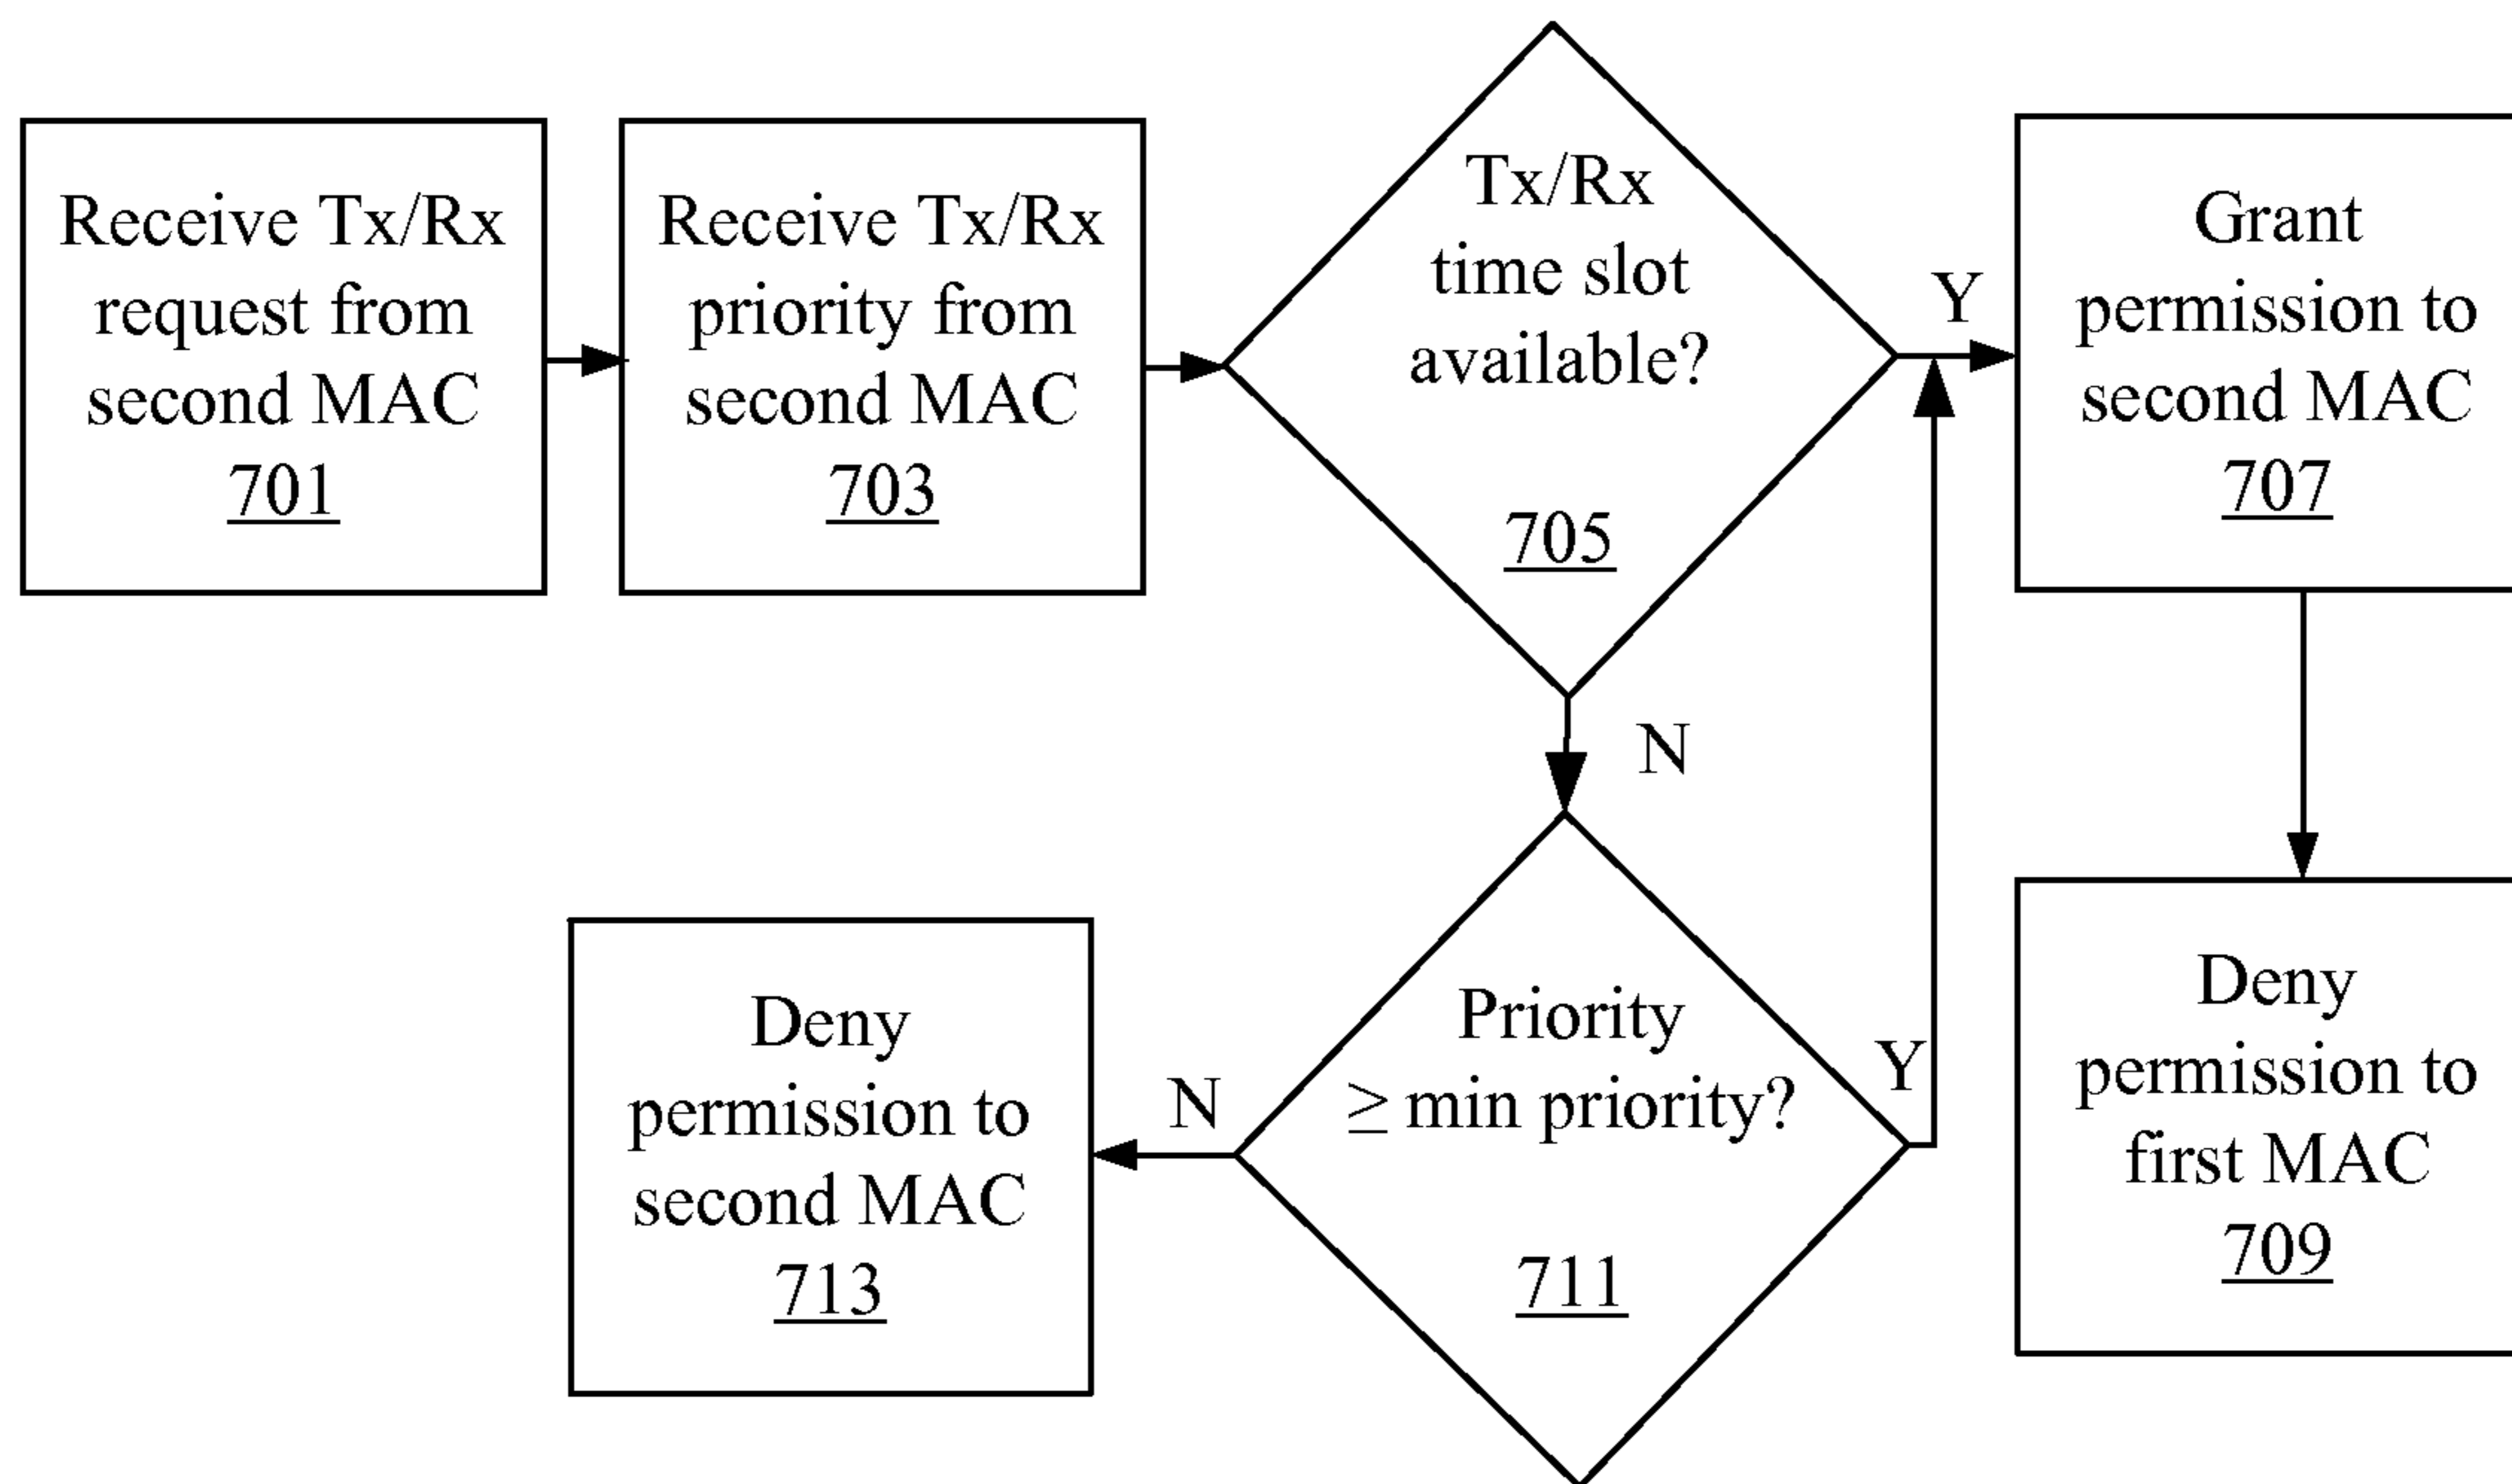 Receive Tx/Rx
request from
second MAC
701
Receive Tx/Rx
priority from
second MAC
703
Tx/Rx
time slot
available?
705
Y
Grant
permission to
second MAC
707
N
Deny
permission to
second MAC
713
N
Priority
≥ min priority?
711
Y
Deny
permission to
first MAC
709